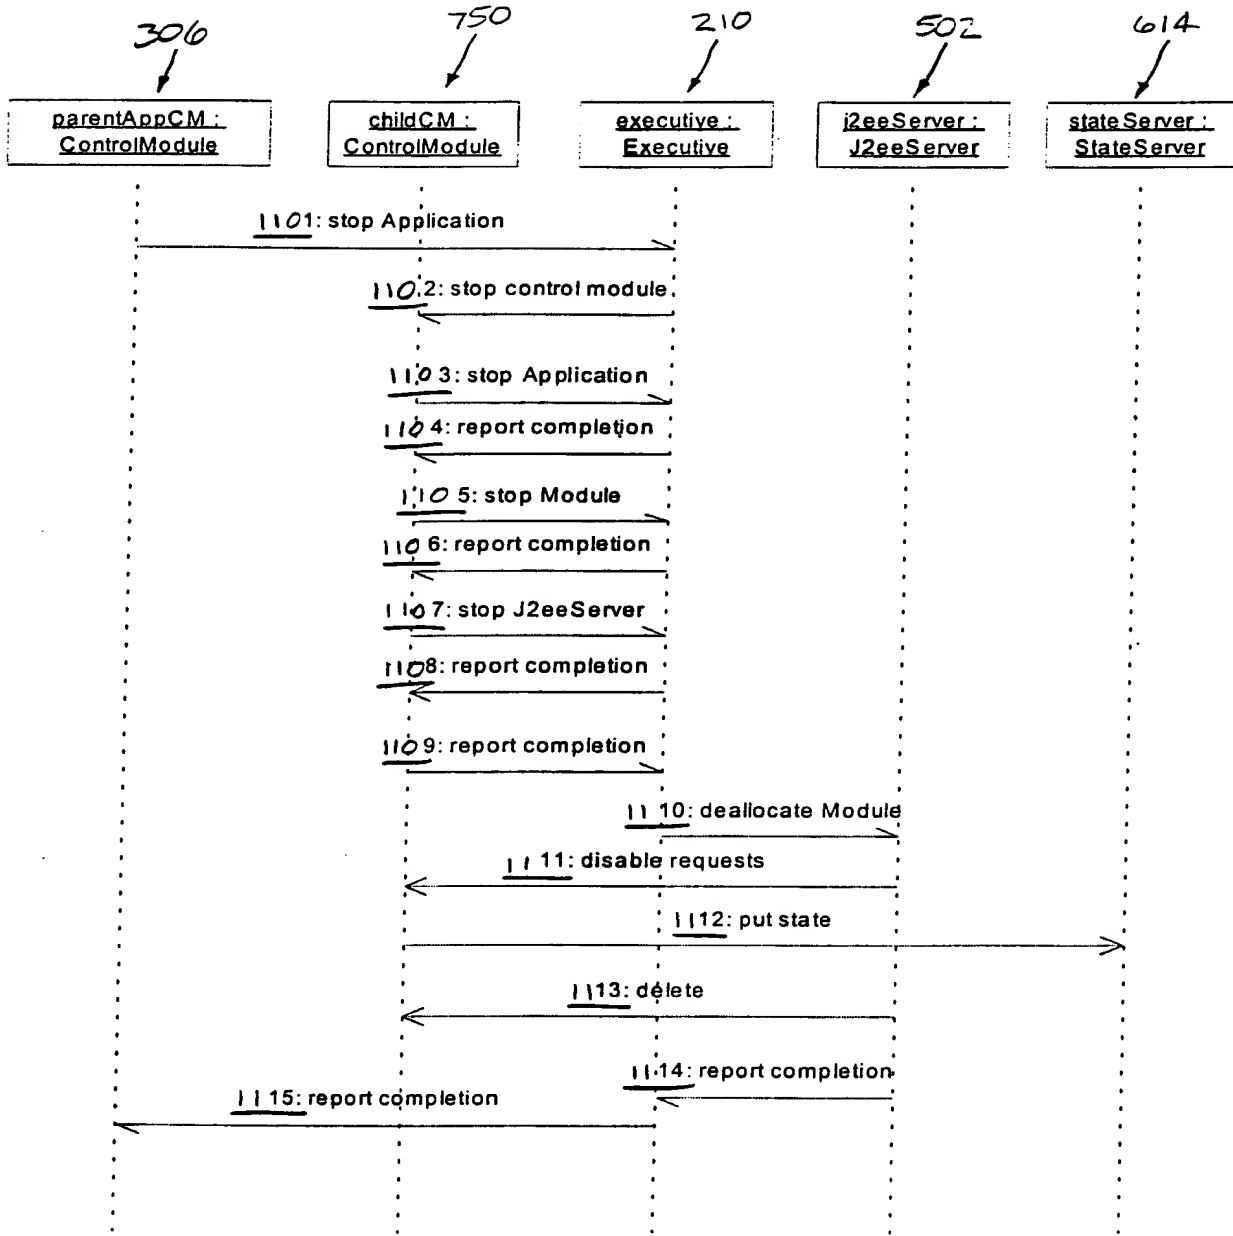 306
750
210
502
614
parentAppCM :
ControlModule
childCM :
ControlModule
executive :
Executive
j2eeServer :
J2eeServer
stateServer :
StateServer
1101: stop Application
1102: stop control module
1103: stop Application
1104: report completion
1105: stop Module
1106: report completion
1107: stop J2eeServer
1108: report completion
1109: report completion
1110: deallocate Module
1111: disable requests
1112: put state
1113: delete
1114: report completion
1115: report completion